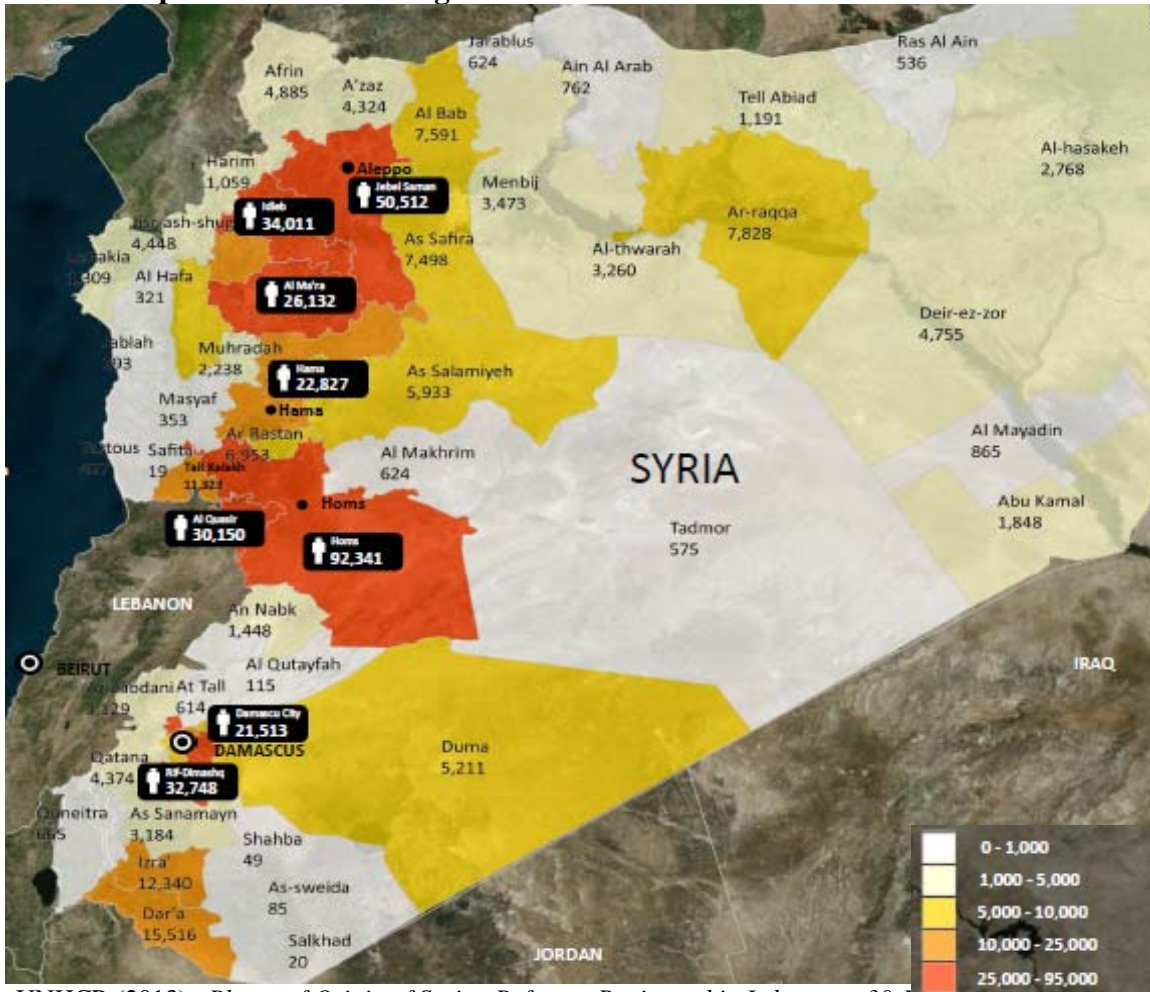 Jarablus
624
Ras Al Ain
536
Afrin
4,885
A'zaz
4,324
Ain Al Arab
762
Tell Abiad
1,191
Al Bab
7,591
Al-hasakeh
2,768
Harim
1,059
Aleppo
Jebel Saman
50,512
Menbij
3,473
Idleb
34,011
Ar-raqqa
7,828
4,448
As Safira
7,498
Al-thwarah
3,260
Al Hafa
321
Al Ma'ra
26,132
Deir-ez-zor
4,755
Muhradah
2,238
Hama
22,827
As Salamiyeh
5,933
Masyaf
353
Hama
Ar Rastan
6,953
Al Mayadin
865
Safita
19
Tall Kalakh
11,323
Al Makhrim
624
SYRIA
Homs
Abu Kamal
1,848
Al Qusair
30,150
Tadmor
575
Homs
92,341
LEBANON
An Nabk
1,448
BEIRUT
Al Qutayfah
115
IRAQ
At Tall
614
Damascu City
21,513
DAMASCUS
Duma
5,211
Qatana
4,374
Rif-Dimashq
32,748
As Sanamayn
3,184
Shahba
49
Izra'
12,340
As-sweida
85
Dar'a
15,516
Salkhad
20
JORDAN
0 - 1,000
1,000 - 5,000
5,000 - 10,000
10,000 - 25,000
25,000 - 95,000